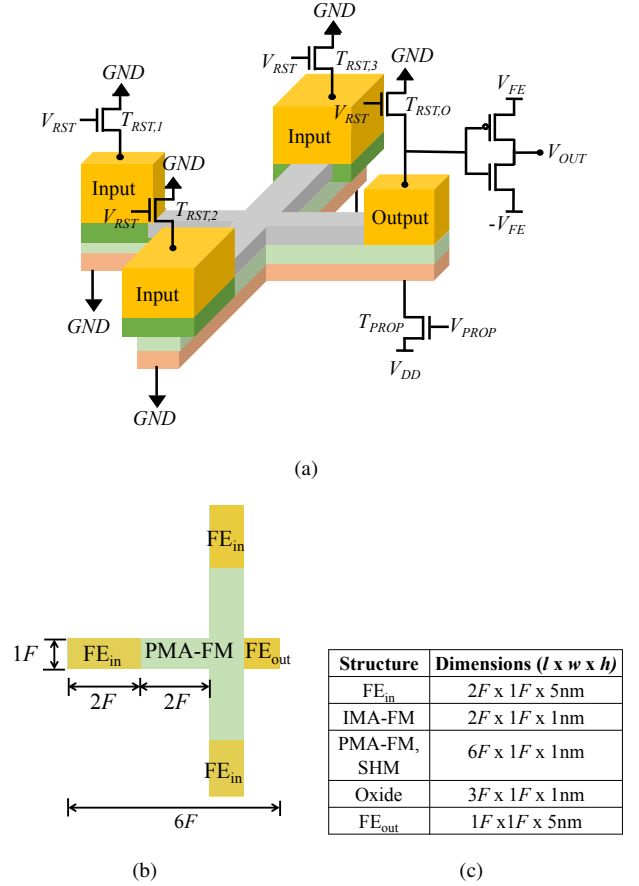 GND
V_RST T_RST,3
GND
GND
V_RST T_RST,O
V_FE
V_RST T_RST,1
Input
V_OUT
GND
Input
V_RST T_RST,2
Output
-V_FE
Input
GND
T_PROP V_PROP
V_DD
GND
(a)
FE_in
1F
FE_in PMA-FM FE_out
2F 2F
FE_in
6F
(b)
Structure Dimensions (l x w x h)
FE_in 2F x 1F x 5nm
IMA-FM 2F x 1F x 1nm
PMA-FM, SHM 6F x 1F x 1nm
Oxide 3F x 1F x 1nm
FE_out 1F x1F x 5nm
(c)